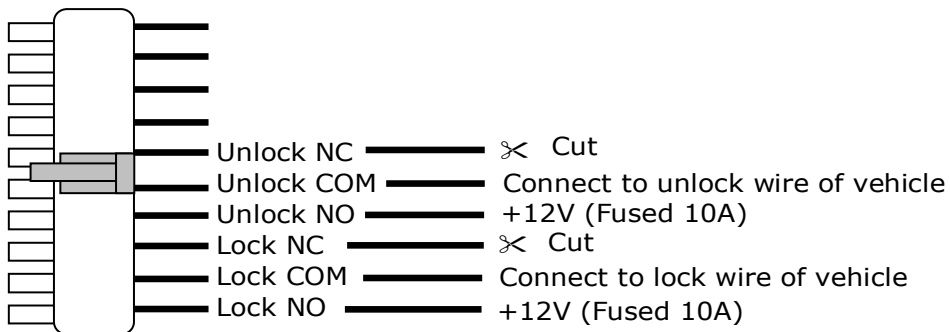 Unlock NC ✂ Cut
Unlock COM Connect to unlock wire of vehicle
Unlock NO +12V (Fused 10A)
Lock NC ✂ Cut
Lock COM Connect to lock wire of vehicle
Lock NO +12V (Fused 10A)